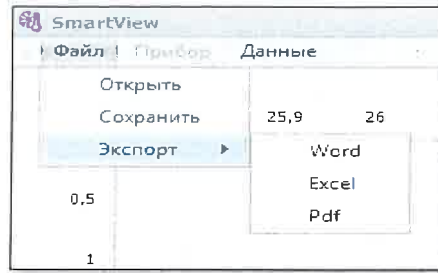 SmartView
Файл Прибор Данные
Открыть
Сохранить 25,9 26
Экспорт
Word
Excel
0,5
Pdf
1